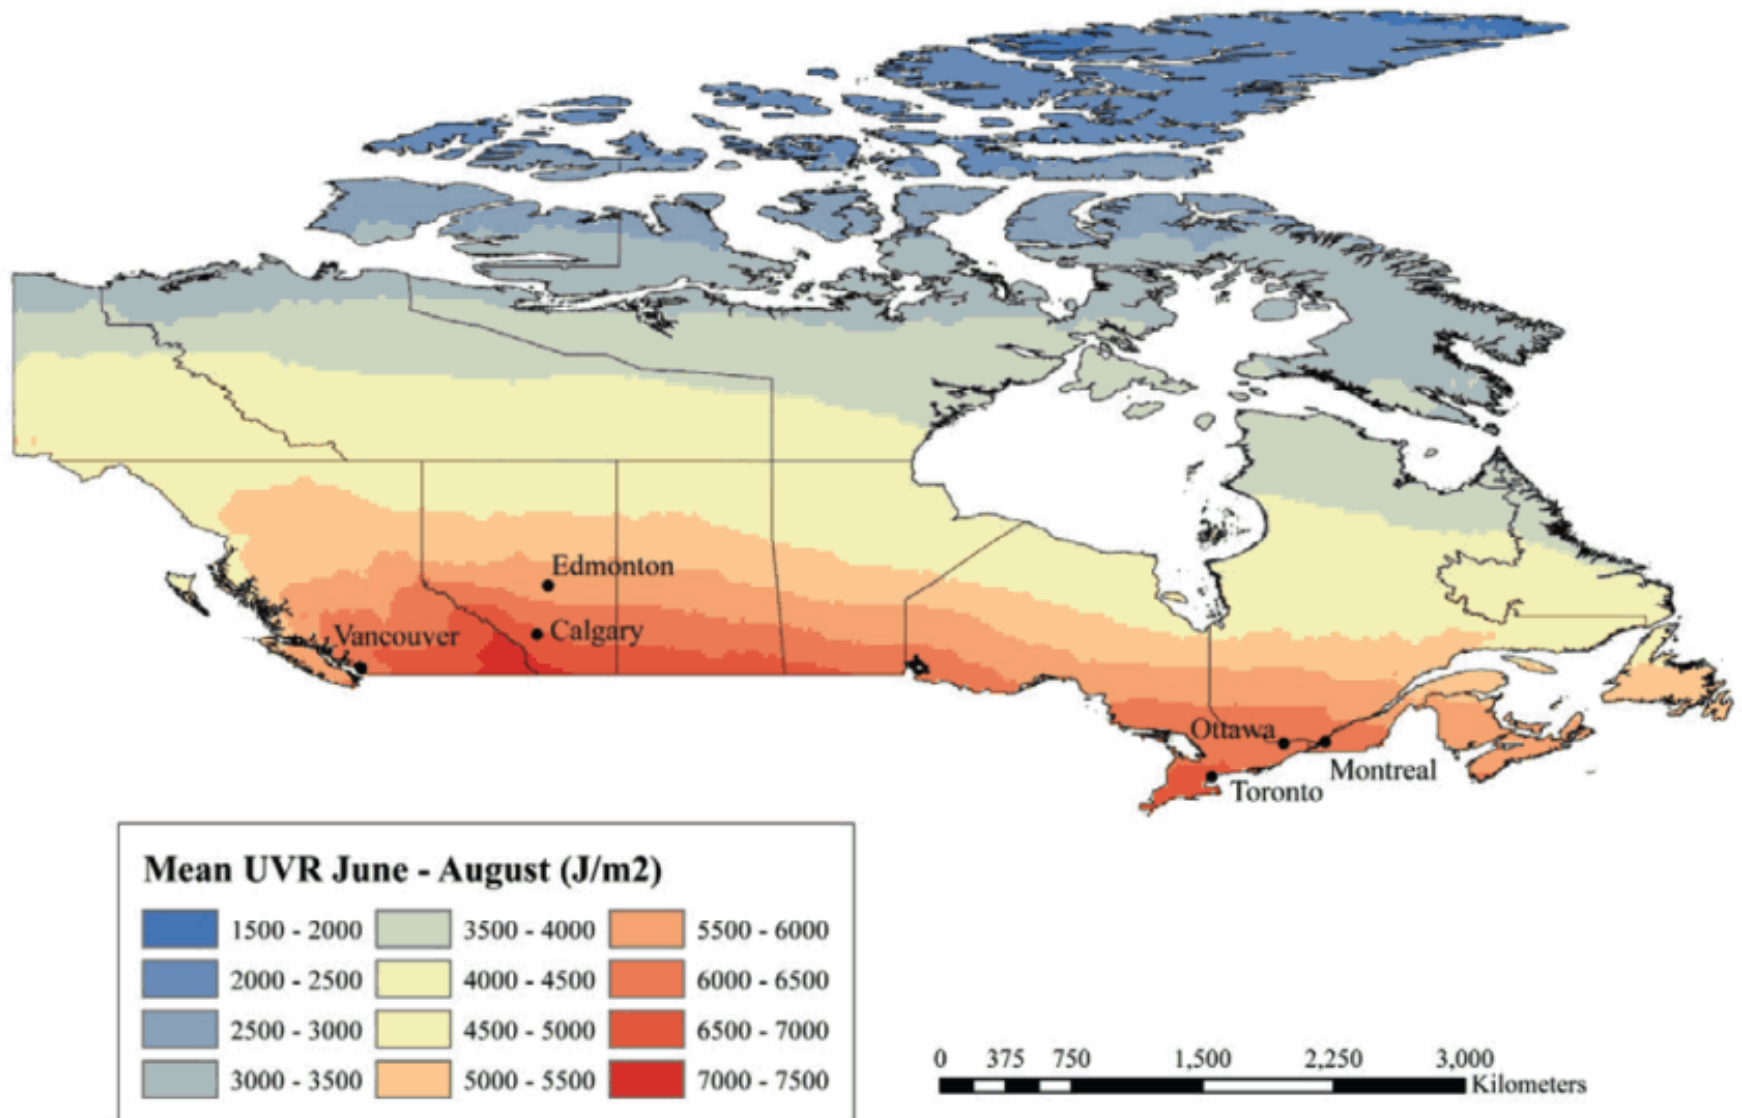 Edmonton
Vancouver
Calgary
Ottawa
Montreal
Toronto
Mean UVR June - August (J/m2)
1500 - 2000 3500 - 4000 5500 - 6000
2000 - 2500 4000 - 4500 6000 - 6500
2500 - 3000 4500 - 5000 6500 - 7000
3000 - 3500 5000 - 5500 7000 - 7500
0 375 750 1,500 2,250 3,000
Kilometers